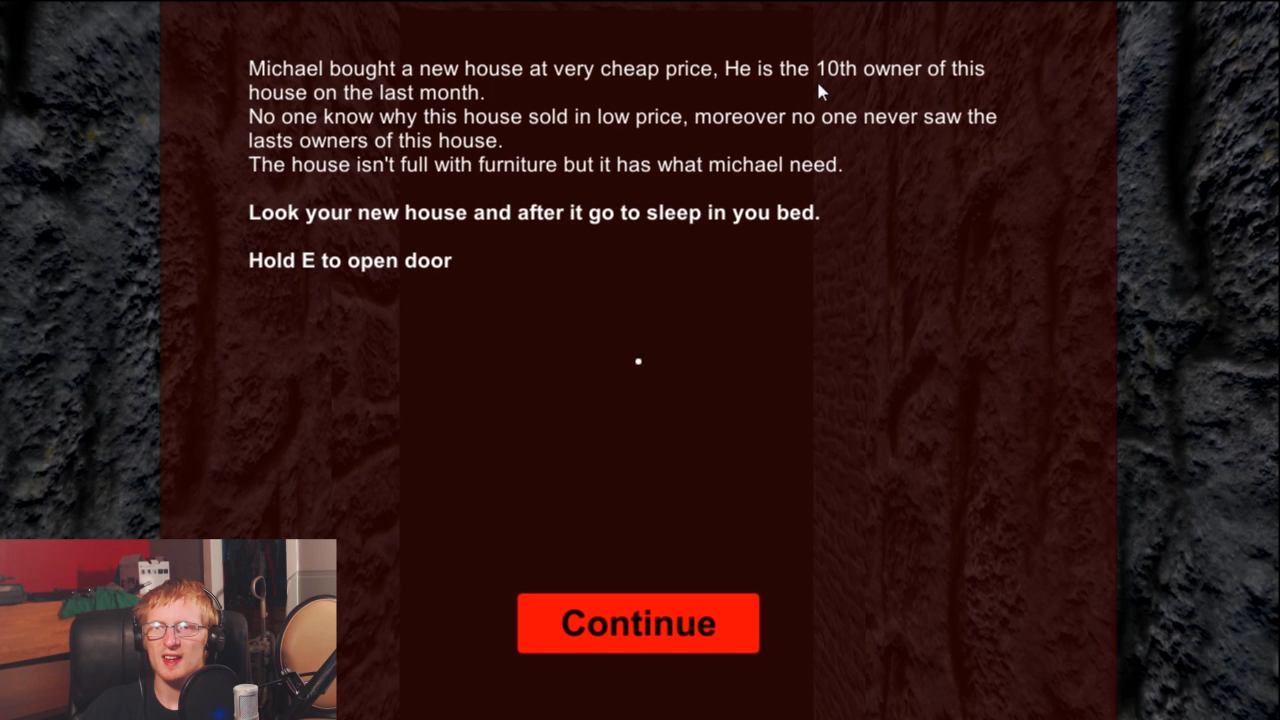 Michael bought a new house at very cheap price, He is the 10th owner of this
house on the last month.
No one know why this house sold in low price, moreover no one never saw the
lasts owners of this house.
The house isn't full with furniture but it has what michael need.
Look your new house and after it go to sleep in you bed.
Hold E to open door
Continue